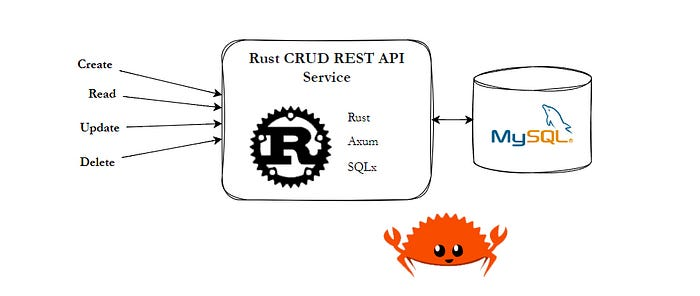 Rust CRUD REST API
Service
Create
Read
Update
Delete
R
Rust
Axum
SQLx
MySQL®